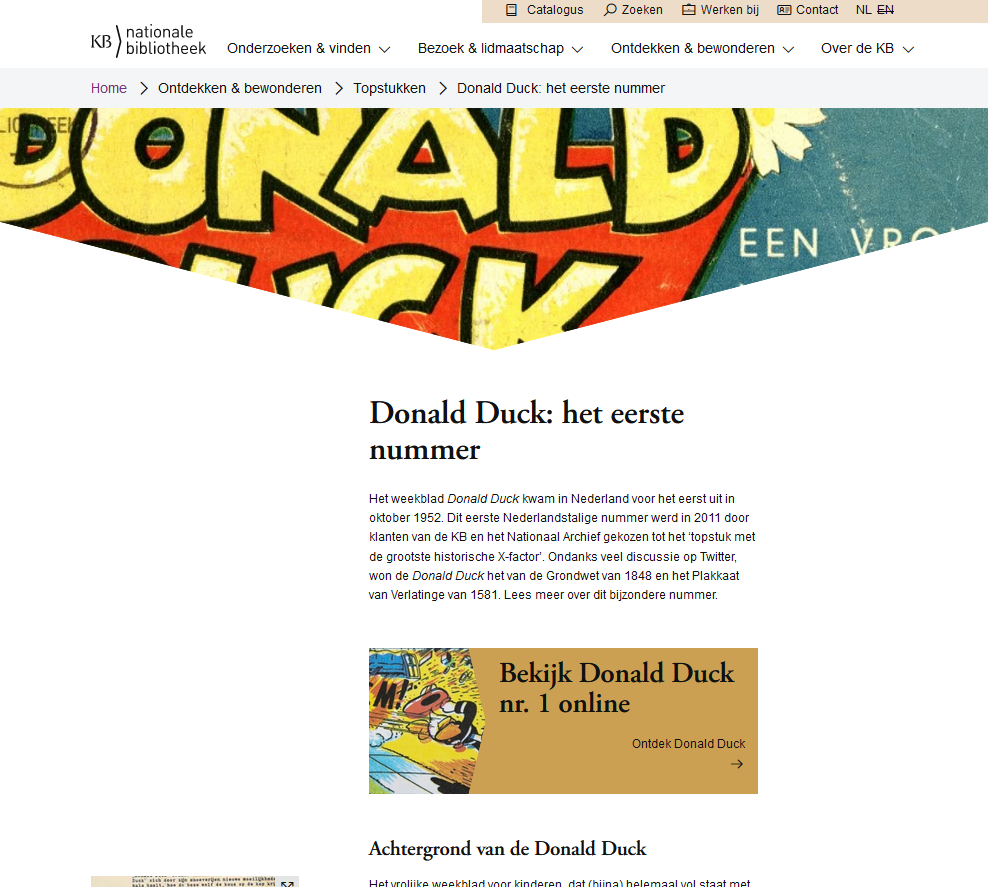 Catalogus Zoeken Werken bij Contact NL EN
KB nationale bibliotheek
Onderzoeken & vinden Bezoek & lidmaatschap Ontdekken & bewonderen Over de KB
Home Ontdekken & bewonderen Topstukken Donald Duck: het eerste nummer
DONALD
DUCK
EEN VRO
Donald Duck: het eerste
nummer
Het weekblad Donald Duck kwam in Nederland voor het eerst uit in
oktober 1952. Dit eerste Nederlandstalige nummer werd in 2011 door
klanten van de KB en het Nationaal Archief gekozen tot het ‘topstuk met
de grootste historische X-factor’. Ondanks veel discussie op Twitter,
won de Donald Duck het van de Grondwet van 1848 en het Plakkaat
van Verlatinge van 1581. Lees meer over dit bijzondere nummer.
M!
Bekijk Donald Duck
nr. 1 online
Ontdek Donald Duck
Achtergrond van de Donald Duck
Het vrolijke weekblad voor kinderen, dat (bijna) helemaal vol staat met